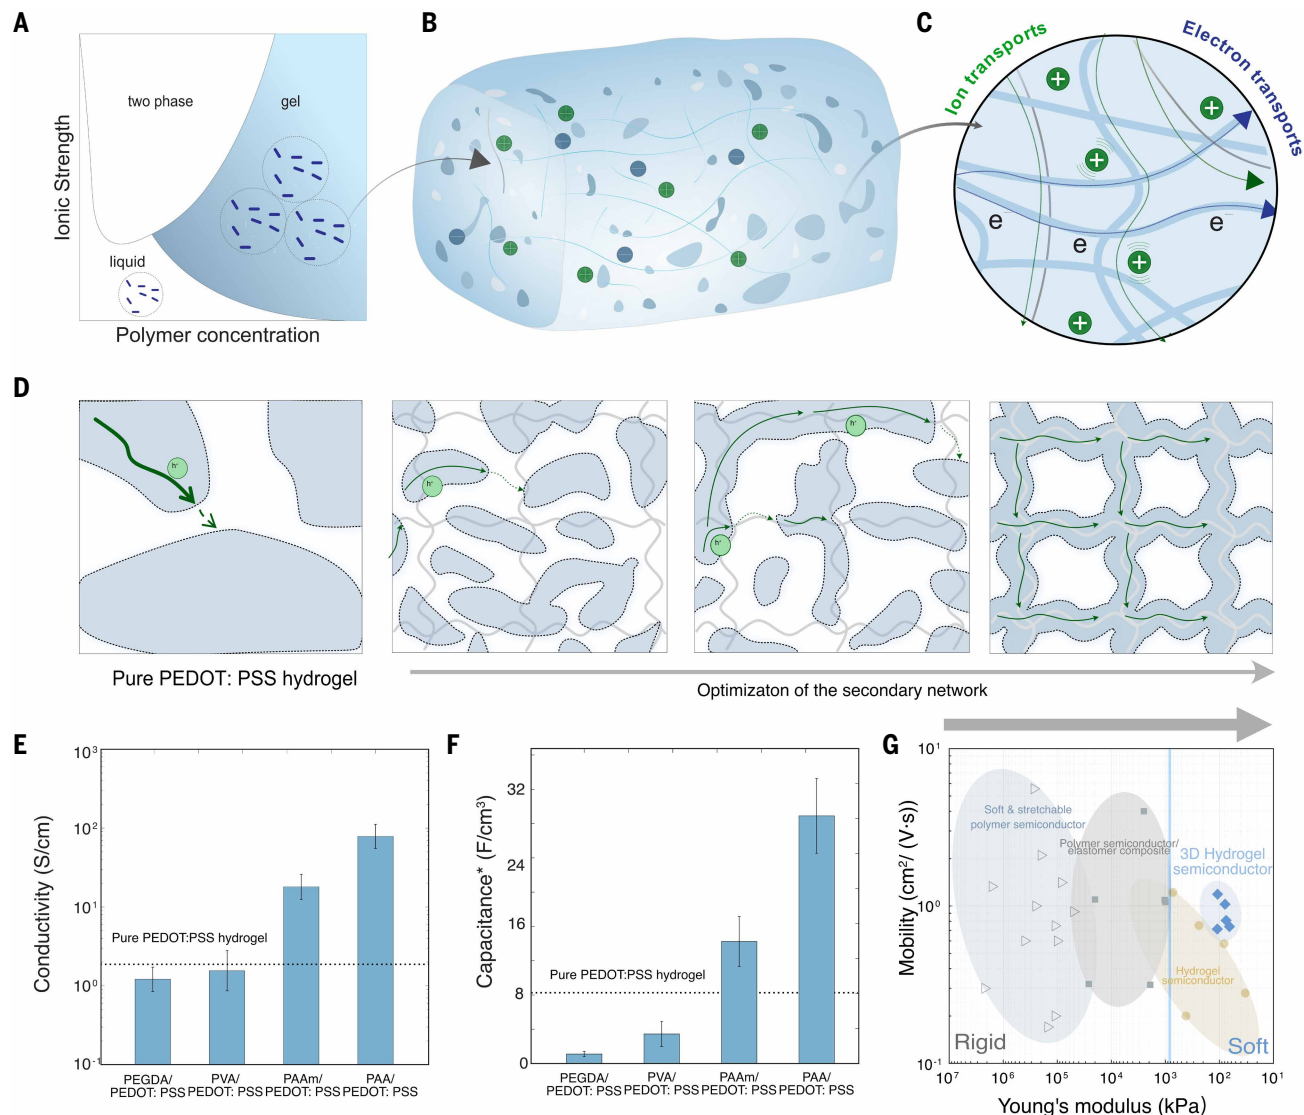 A
Ionic Strength
two phase
gel
liquid
Polymer concentration
B
C
Ion transports
Electron transports
+
+
+
+
+
e⁻
e
e⁻
D
h⁺
h⁺
h⁺
h⁺
Pure PEDOT: PSS hydrogel
Optimizaton of the secondary network
E
Conductivity (S/cm)
10³
10²
10¹
10⁰
10⁻¹
Pure PEDOT:PSS hydrogel
PEGDA/ PVA/ PAAm/ PAA/
PEDOT: PSS PEDOT: PSS PEDOT: PSS PEDOT: PSS
F
Capacitance* (F/cm³)
32
24
16
8
0
Pure PEDOT:PSS hydrogel
PEGDA/ PVA/ PAAm/ PAA/
PEDOT: PSS PEDOT: PSS PEDOT: PSS PEDOT: PSS
G
Mobility (cm²/ (V·s))
10¹
10⁰
10⁻¹
Soft & stretchable
polymer semiconductor
Polymer semiconductor/
elastomer composite
3D Hydrogel
semiconductor
Hydrogel
semiconductor
Rigid
Soft
10⁷ 10⁶ 10⁵ 10⁴ 10³ 10² 10¹
Young's modulus (kPa)